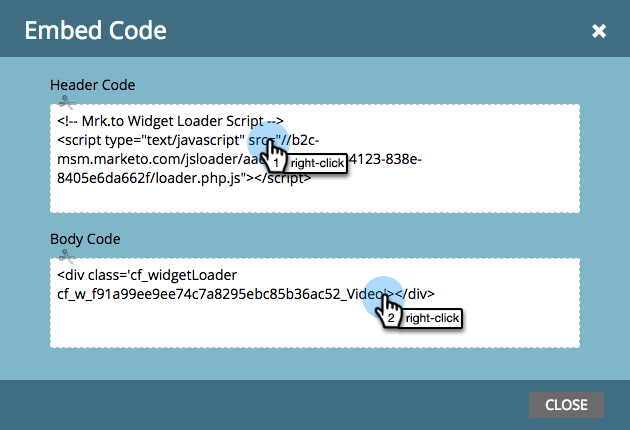 Embed Code
Header Code
<!-- Mrk.to Widget Loader Script -->
<script type="text/javascript" src="//b2c-
msm.marketo.com/jsloader/aa 4123-838e-
1 right-click
8405e6da662f/loader.php.js"></script>
Body Code
<div class='cf_widgetLoader
cf_w_f91a99ee9ee74c7a8295ebc85b36ac52_Video'></div>
2 right-click
CLOSE